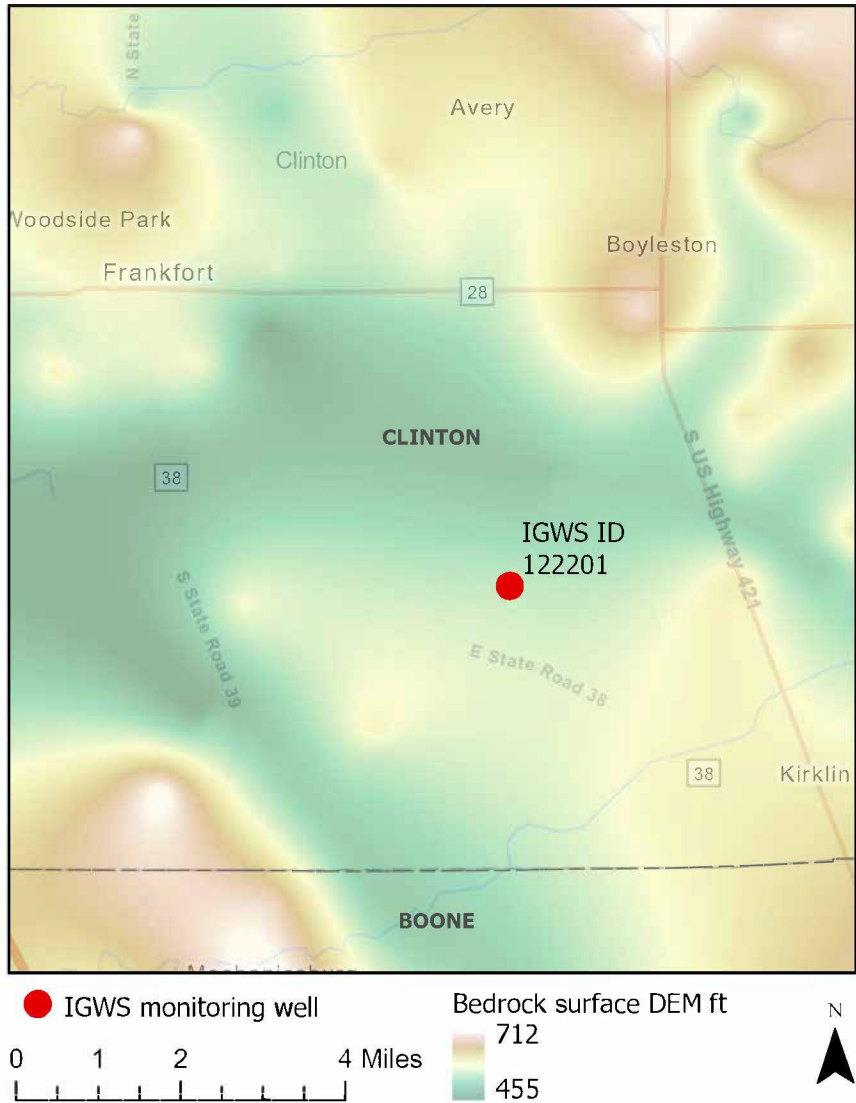 N State
Avery
Clinton
Woodside Park
Boyleston
Frankfort
28
CLINTON
38
S US Highway 421
IGWS ID
122201
S State Road 39
E State Road 38
38
Kirklin
BOONE
IGWS monitoring well
Bedrock surface DEM ft
712
455
0 1 2 4 Miles
N